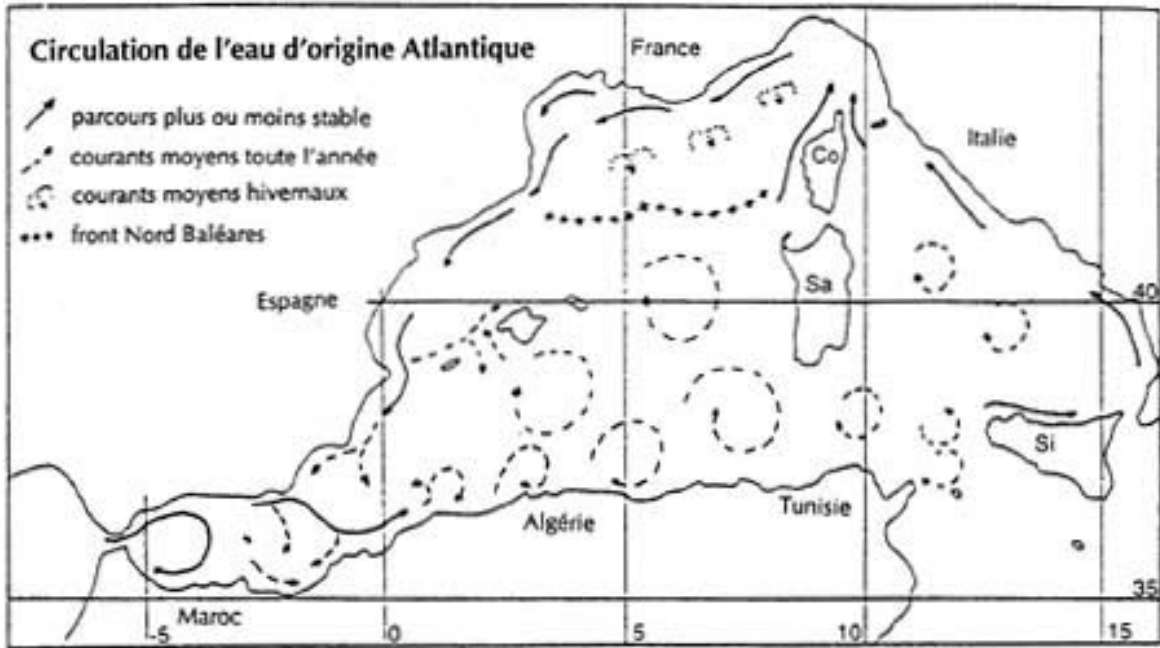 Circulation de l'eau d'origine Atlantique
parcours plus ou moins stable
courants moyens toute l'année
courants moyens hivernaux
front Nord Baléares
France
Italie
Co
Espagne
Sa
40
Si
Algérie
Tunisie
35
Maroc
-5
0
5
10
15